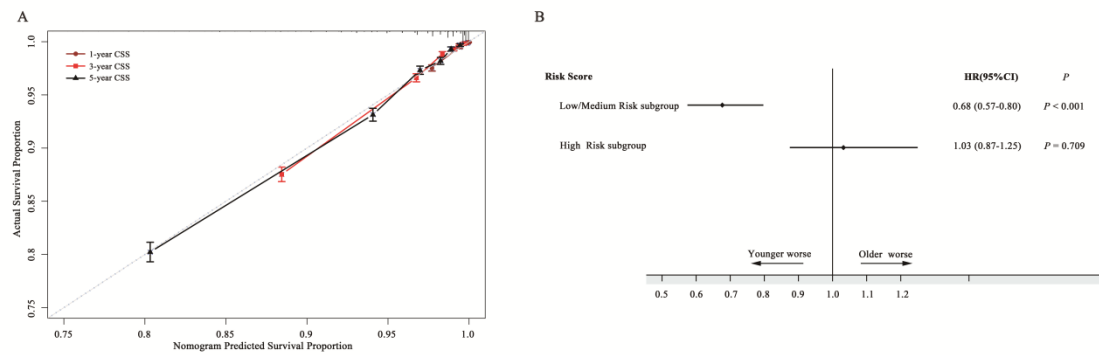 A
1-year CSS
3-year CSS
5-year CSS
Actual Survival Proportion
1.0
0.95
0.9
0.85
0.8
0.75
0.75 0.8 0.85 0.9 0.95 1.0
Nomogram Predicted Survival Proportion
B
Risk Score HR(95%CI) P
Low/Medium Risk subgroup 0.68 (0.57-0.80) P < 0.001
High Risk subgroup 1.03 (0.87-1.25) P = 0.709
Younger worse Older worse
0.5 0.6 0.7 0.8 0.9 1.0 1.1 1.2